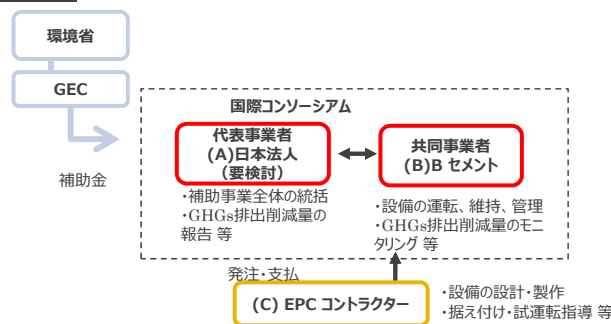 環境省
GEC
国際コンソーシアム
代表事業者
(A)日本法人
(要検討)
共同事業者
(B)B セメント
補助金
・補助事業全体の統括
・GHGs排出削減量の
報告 等
・設備の運転、維持、管理
・GHGs排出削減量のモニ
タリング 等
発注・支払
(C) EPC コントラクター
・設備の設計・製作
・据え付け・試運転指導 等